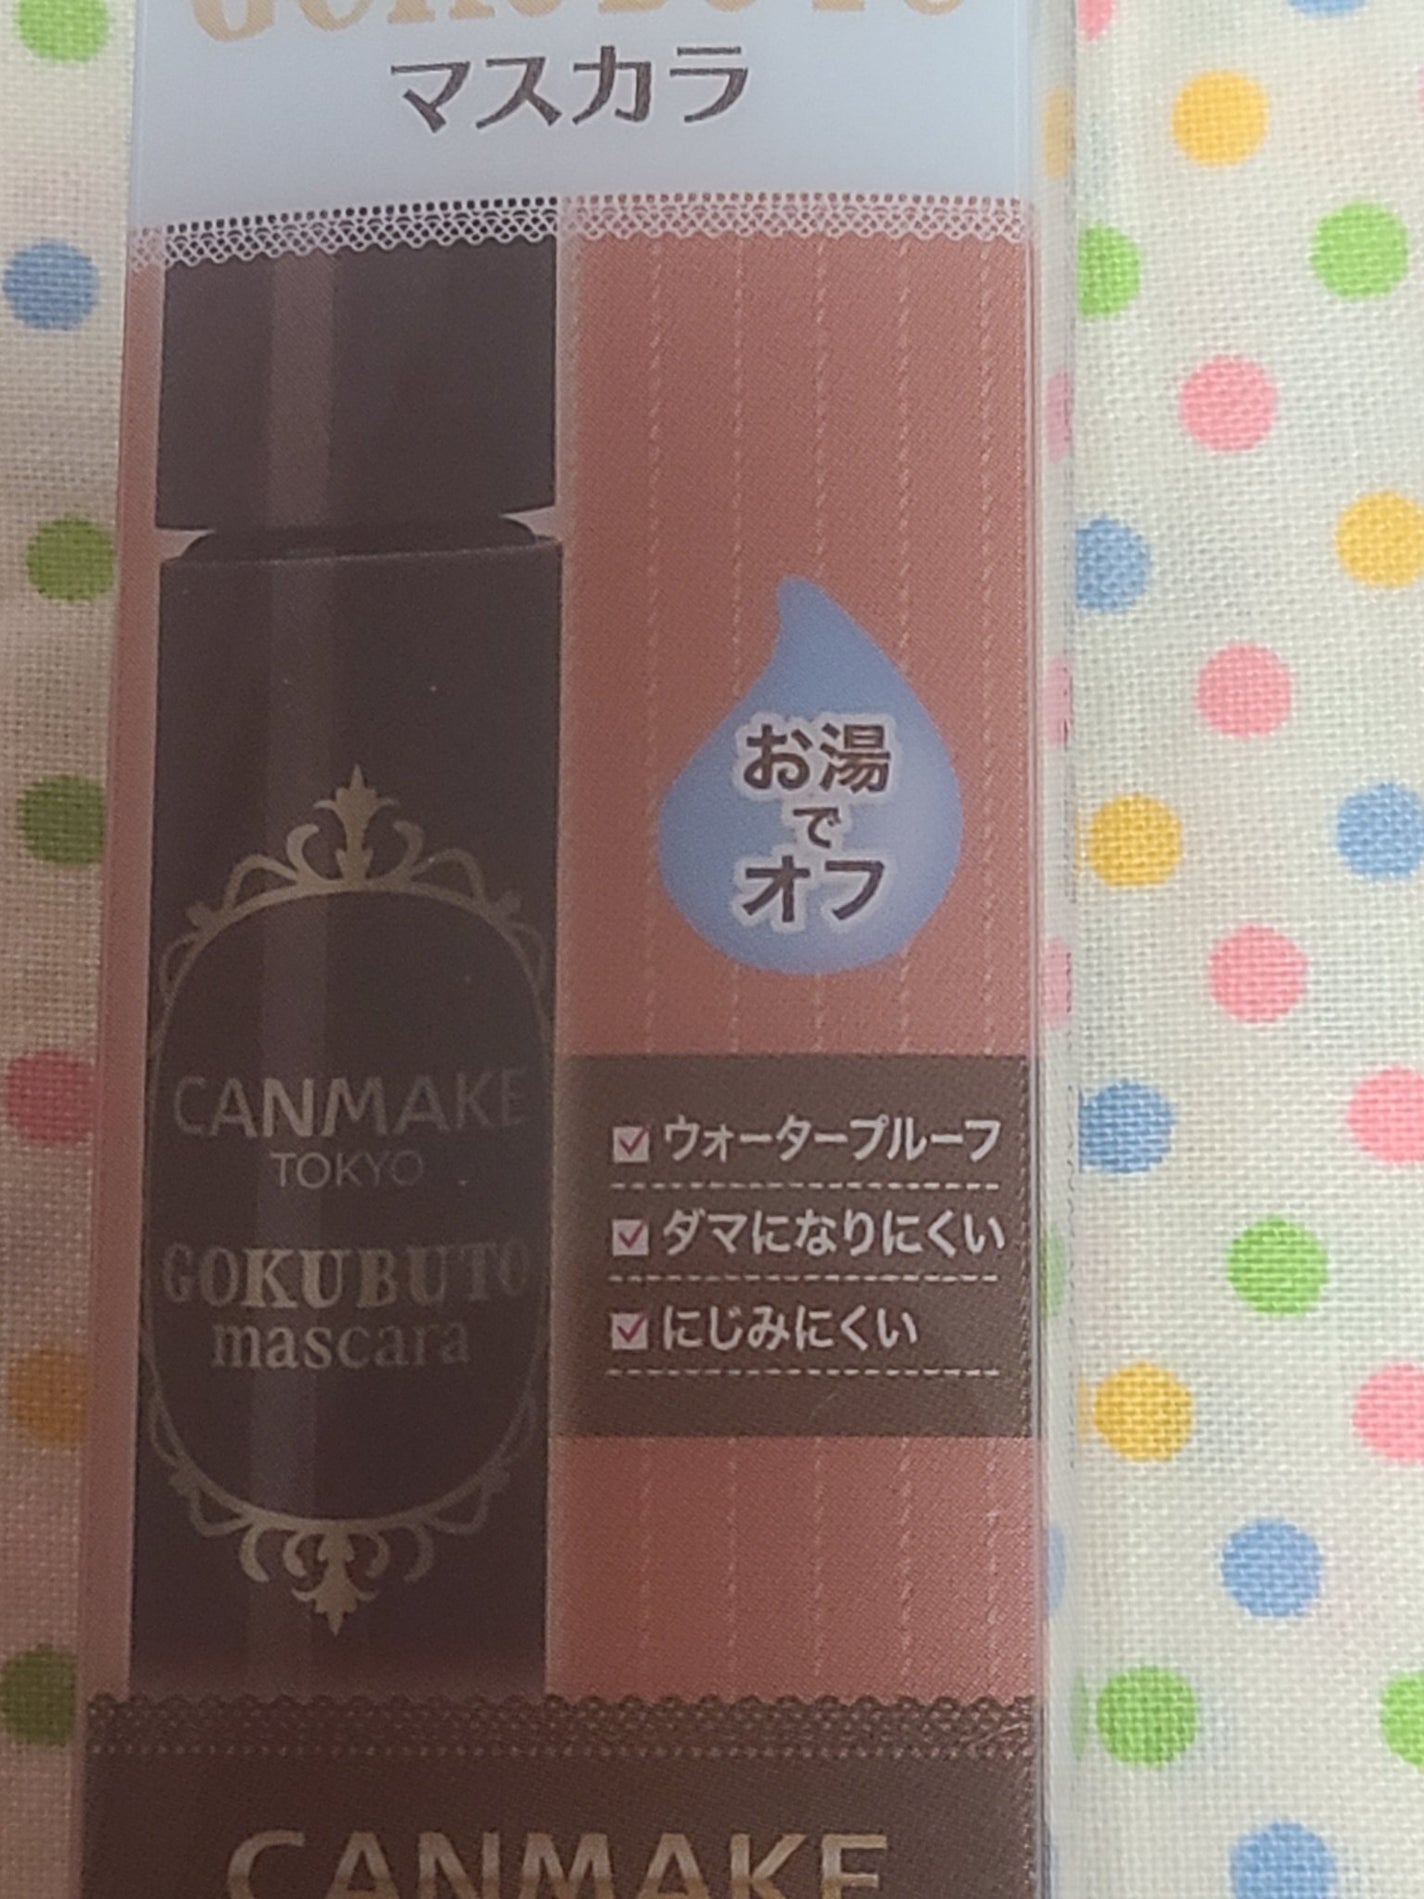 GOKUBUTO
マスカラ
お湯
で
オフ
CANMAKE
TOKYO
GOKUBUTO
mascara
ウォータープルーフ
ダマになりにくい
にじみにくい
CANMAKE